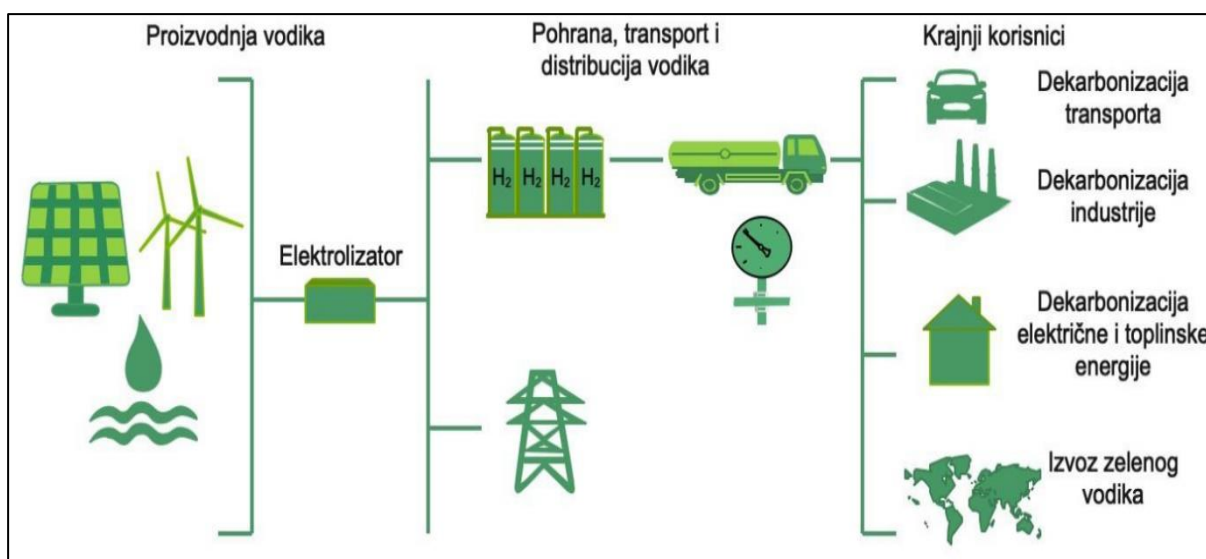 Proizvodnja vodika
Pohrana, transport i
distribucija vodika
Krajnji korisnici
Elektrolizator
H₂ H₂ H₂ H₂
Dekarbonizacija
transporta
Dekarbonizacija
industrije
Dekarbonizacija
električne i toplinske
energije
Izvoz zelenog
vodika